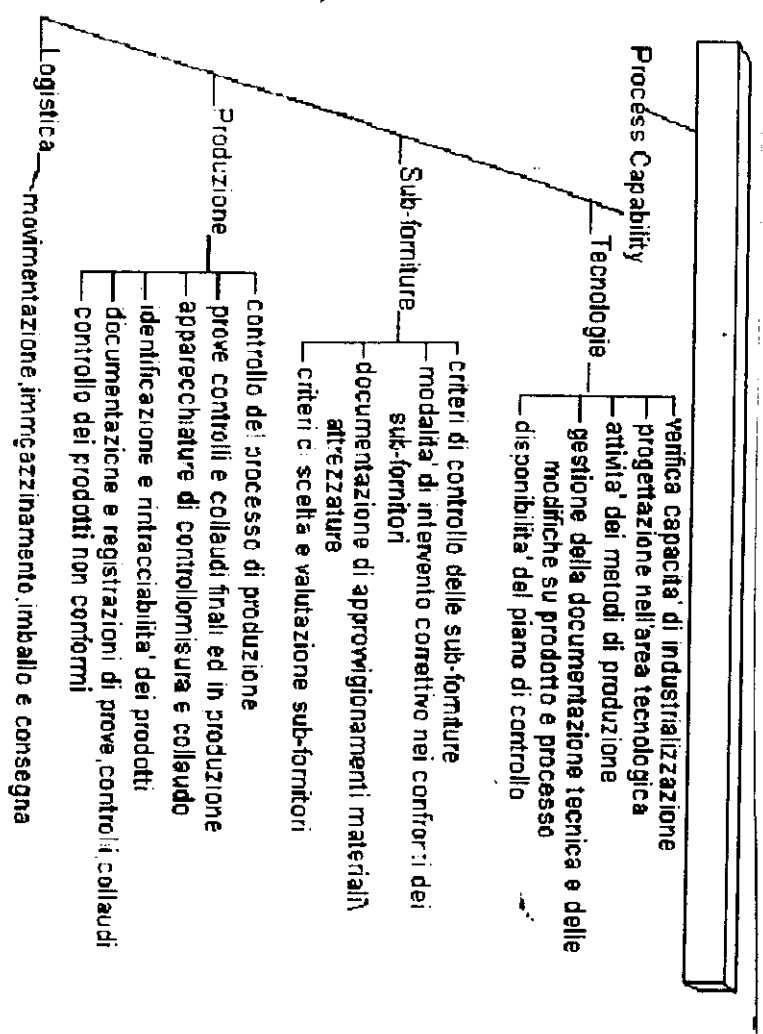 Process Capability
Tecnologie
verifica capacita' di industrializzazione
progettazione nell'area tecnologica
attivita' dei metodi di produzione
gestione della documentazione tecnica e delle
modifiche su prodotto e processo
disponibilita' del piano di controllo
Sub-forniture
criteri di controllo delle sub-forniture
modalita' di intervento correttivo nei confronti dei
sub-fornitori
documentazione di approvvigionamenti materiali\
attrezzature
criteri di scelta e valutazione sub-fornitori
Produzione
controllo del processo di produzione
prove controlli e collaudi finali ed in produzione
apparecchiature di controllomisura e collaudo
identificazione e rintracciabilita' dei prodotti
documentazione e registrazioni di prove,controlli,collaudi
controllo dei prodotti non conformi
Logistica
movimentazione,immgazzinamento,imballo e consegna